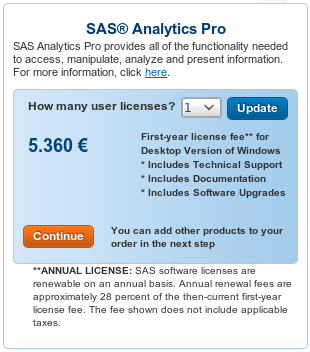 SAS® Analytics Pro
SAS Analytics Pro provides all of the functionality needed
to access, manipulate, analyze and present information.
For more information, click here.
How many user licenses? 1 Update
5.360 €
First-year license fee** for
Desktop Version of Windows
* Includes Technical Support
* Includes Documentation
* Includes Software Upgrades
Continue
You can add other products to your
order in the next step
**ANNUAL LICENSE: SAS software licenses are
renewable on an annual basis. Annual renewal fees are
approximately 28 percent of the then-current first-year
license fee. The fee shown does not include applicable
taxes.